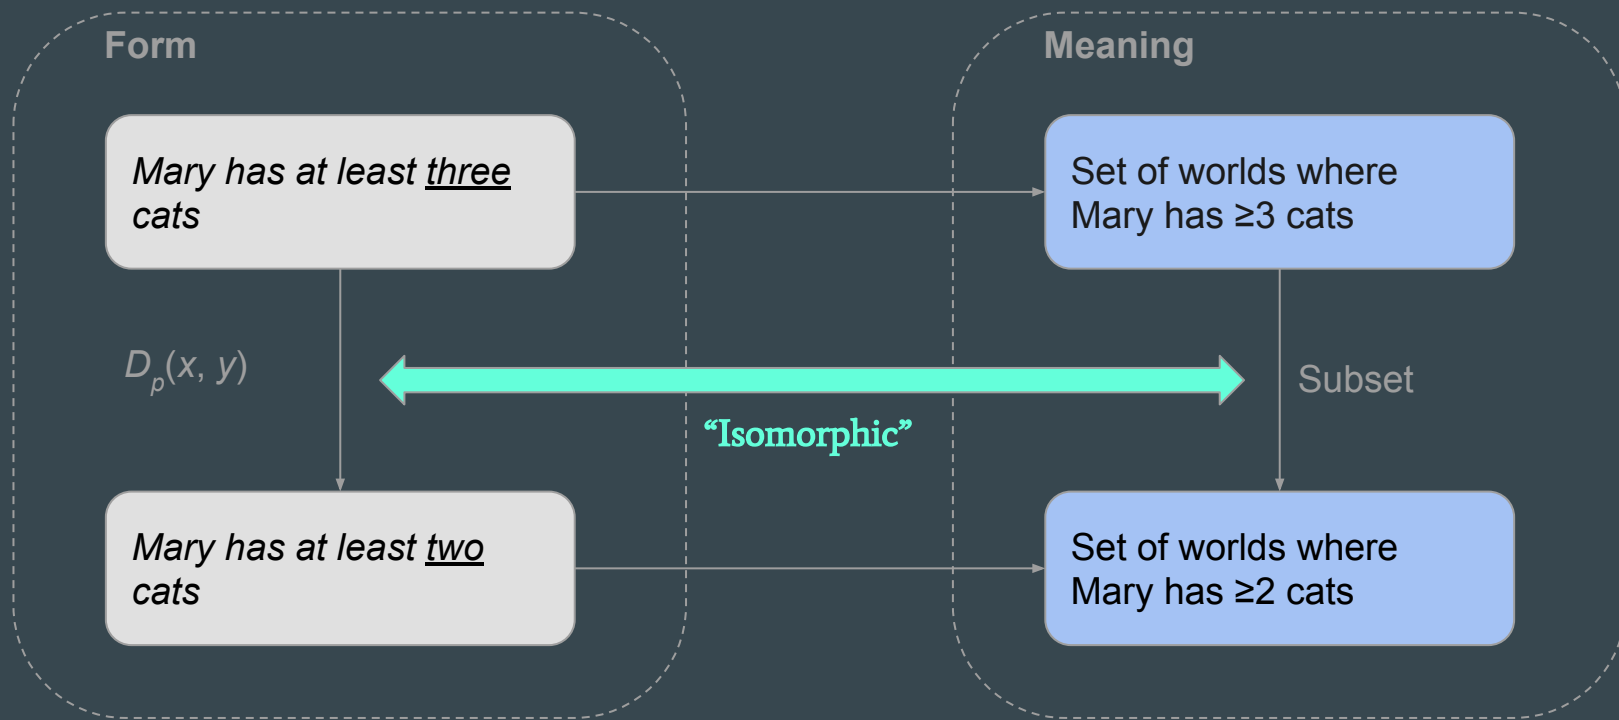 Form
Meaning
Mary has at least three
cats
Set of worlds where
Mary has ≥3 cats
Dp(x, y)
Subset
“Isomorphic”
Mary has at least two
cats
Set of worlds where
Mary has ≥2 cats